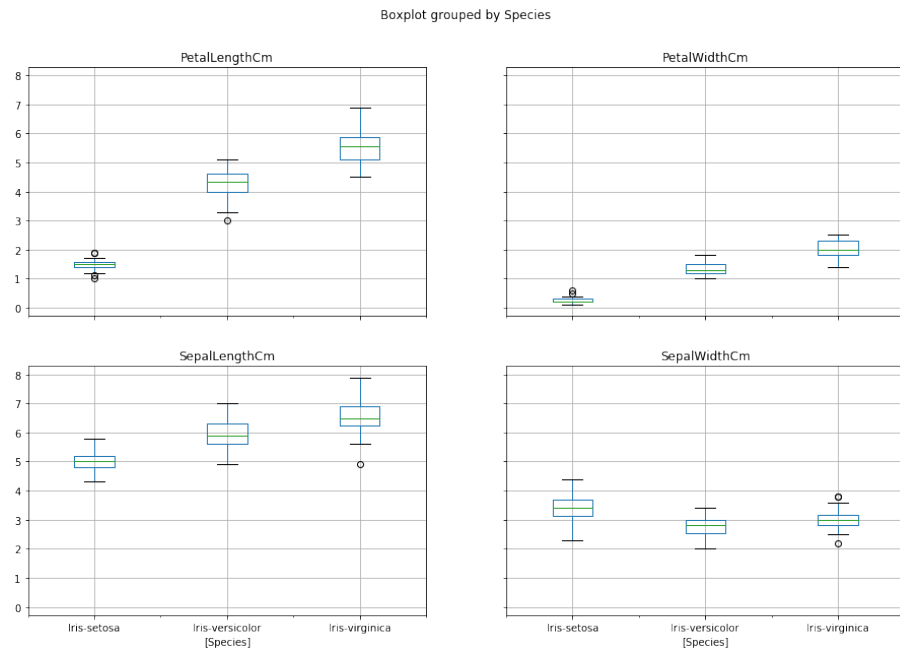 Boxplot grouped by Species
PetalLengthCm
8
7
6
5
4
3
2
1
0
PetalWidthCm
SepalLengthCm
8
7
6
5
4
3
2
1
0
Iris-setosa Iris-versicolor Iris-virginica
[Species]
SepalWidthCm
Iris-setosa Iris-versicolor Iris-virginica
[Species]